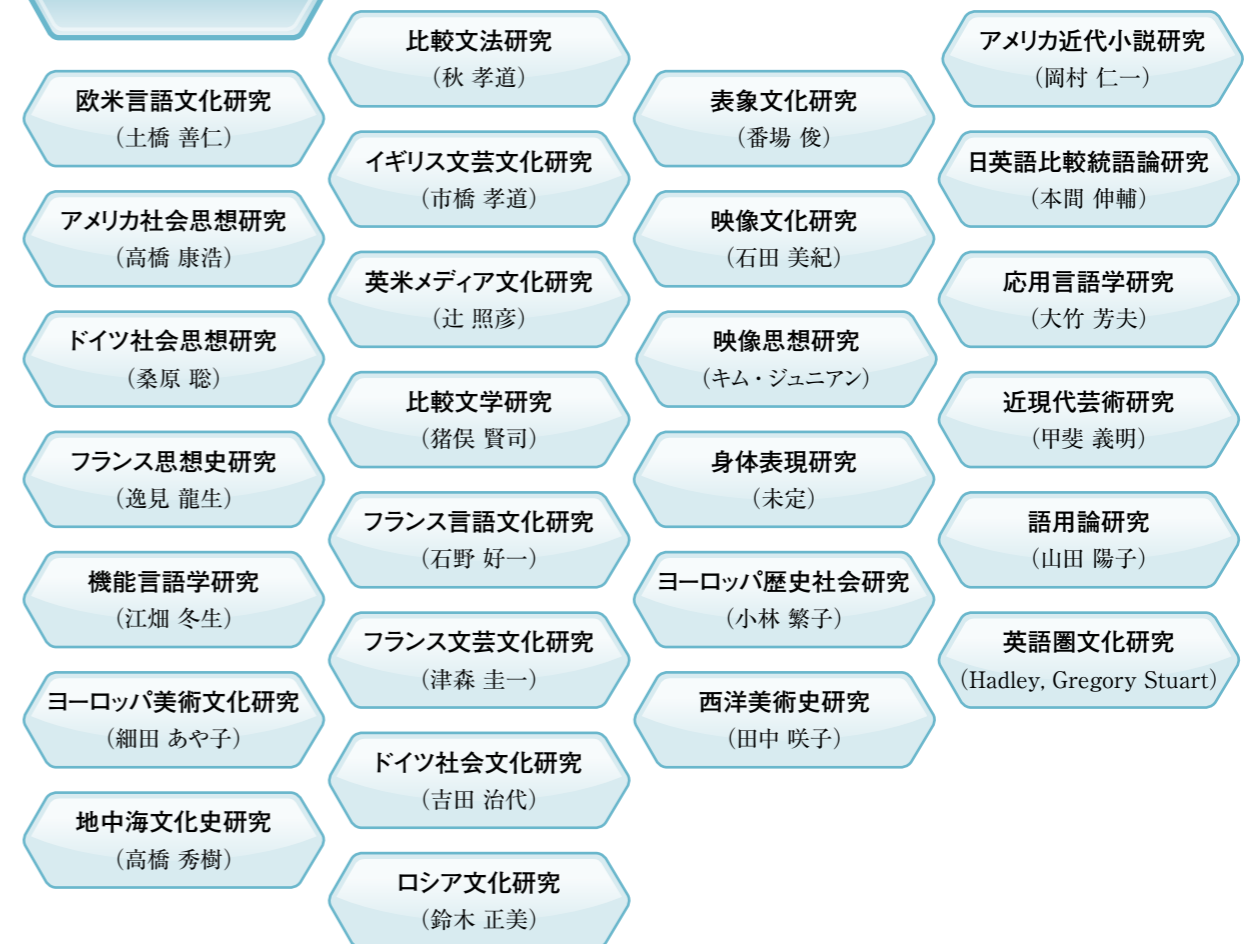 欧米言語文化研究
（土橋 善仁）
アメリカ社会思想研究
（高橋 康浩）
ドイツ社会思想研究
（桑原 聡）
フランス思想史研究
（逸見 龍生）
機能言語学研究
（江畑 冬生）
ヨーロッパ美術文化研究
（細田 あや子）
地中海文化史研究
（高橋 秀樹）
比較文法研究
（秋 孝道）
イギリス文芸文化研究
（市橋 孝道）
英米メディア文化研究
（辻 照彦）
比較文学研究
（猪俣 賢司）
フランス言語文化研究
（石野 好一）
フランス文芸文化研究
（津森 圭一）
ドイツ社会文化研究
（吉田 治代）
ロシア文化研究
（鈴木 正美）
表象文化研究
（番場 俊）
映像文化研究
（石田 美紀）
映像思想研究
（キム・ジュニアン）
身体表現研究
（未定）
ヨーロッパ歴史社会研究
（小林 繁子）
西洋美術史研究
（田中 咲子）
アメリカ近代小説研究
（岡村 仁一）
日英語比較統語論研究
（本間 伸輔）
応用言語学研究
（大竹 芳夫）
近現代芸術研究
（甲斐 義明）
語用論研究
（山田 陽子）
英語圏文化研究
（Hadley, Gregory Stuart）